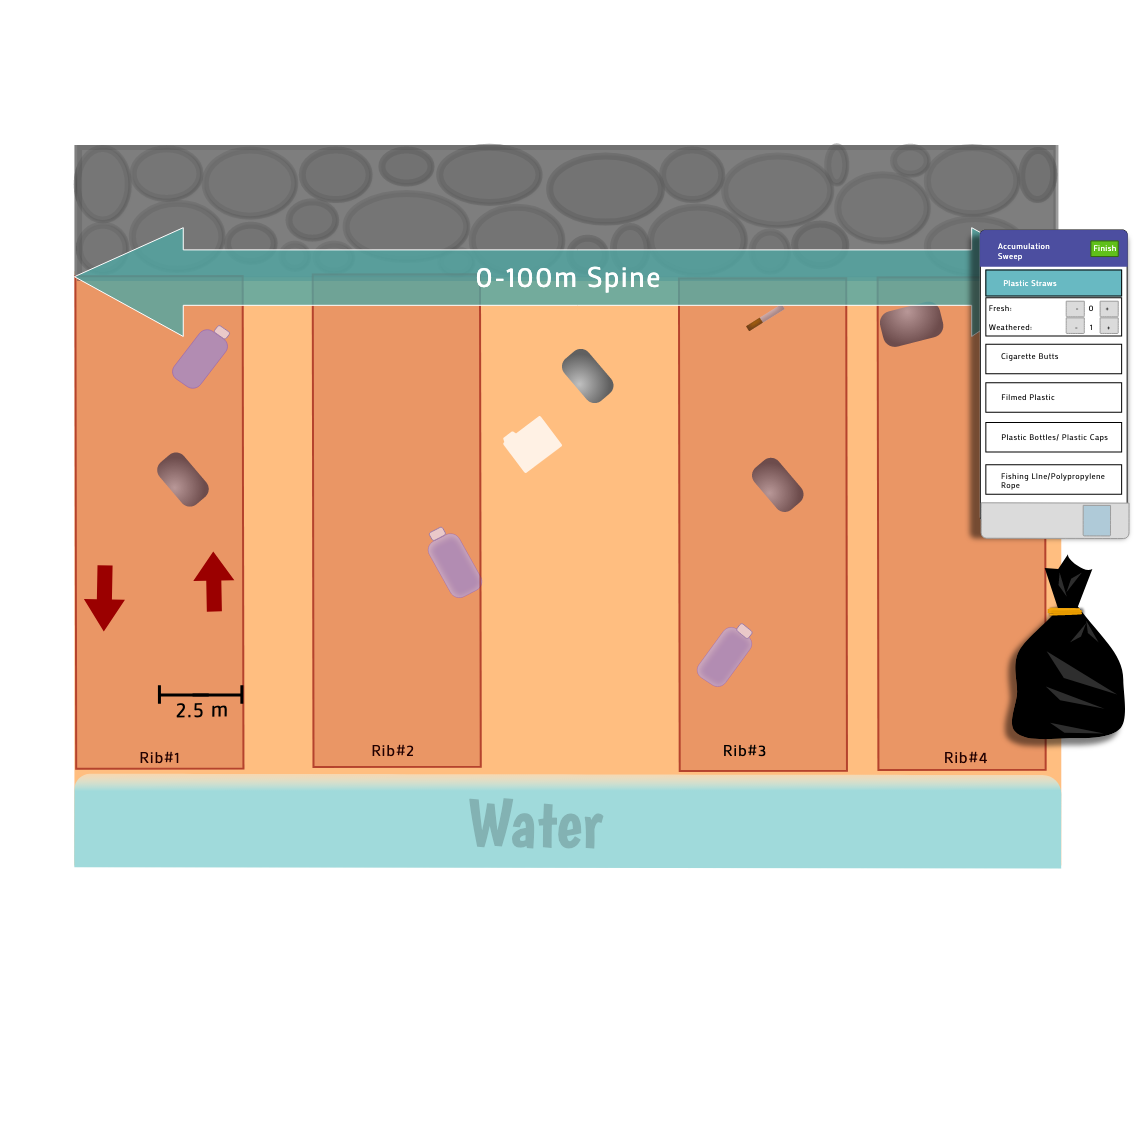 0-100m Spine
Accumulation
Sweep
Finish
Plastic Straws
Fresh: - 0 +
Weathered: - 1 +
Cigarette Butts
Filmed Plastic
Plastic Bottles/ Plastic Caps
Fishing LIne/Polypropylene
Rope
2.5 m
Rib#1
Rib#2
Rib#3
Rib#4
Water